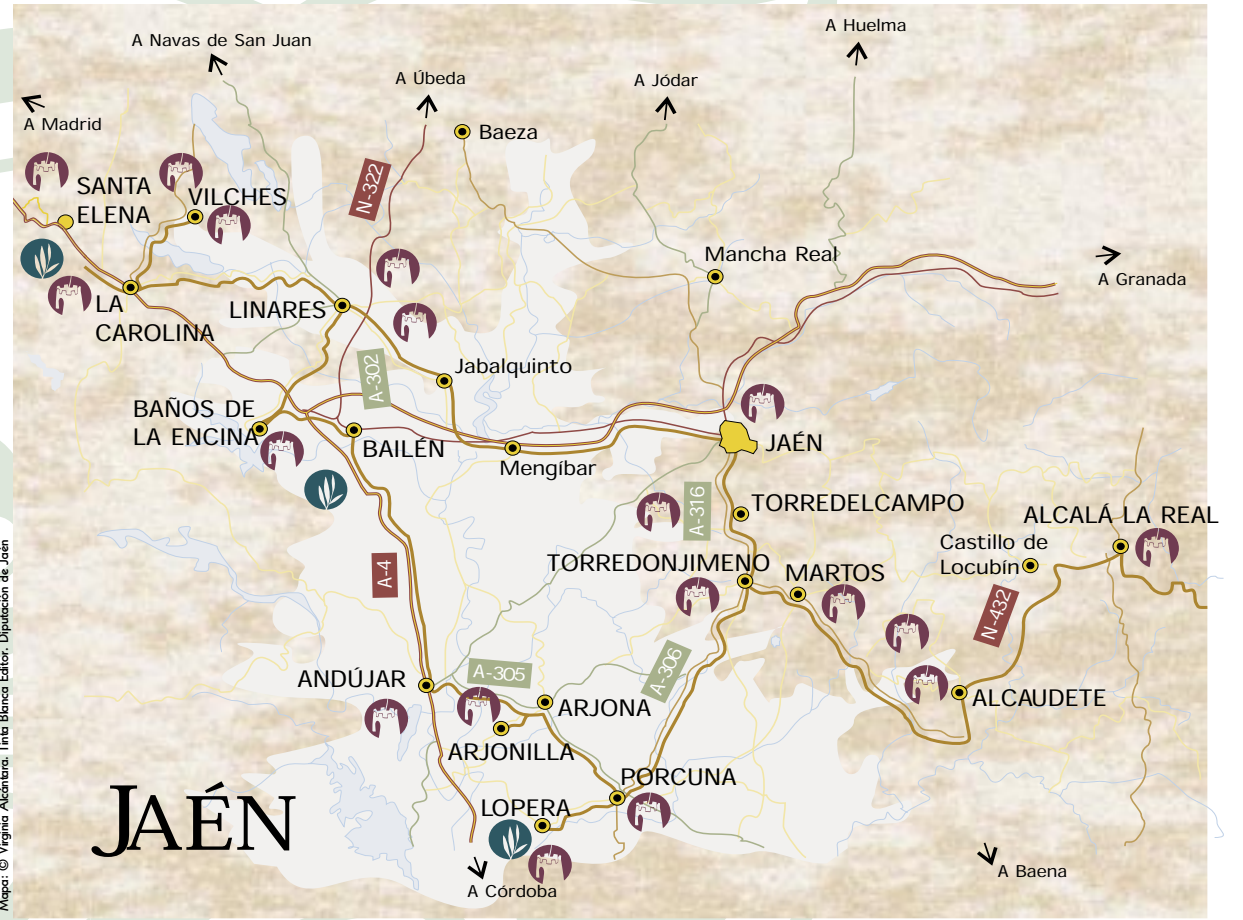 A Navas de San Juan
A Huelma
A Úbeda
A Jódar
A Madrid
Baeza
SANTA
ELENA
VILCHES
N-322
Mancha Real
A Granada
LA
CAROLINA
LINARES
A-302
Jabalquinto
BAÑOS DE
LA ENCINA
BAILÉN
Mengíbar
JAÉN
A-316
TORREDELCAMPO
ALCALÁ LA REAL
Castillo de
Locubín
TORREDONJIMENO
MARTOS
A-4
N-432
ANDÚJAR
A-305
A-306
ARJONA
ALCAUDETE
ARJONILLA
PORCUNA
LOPERA
JAÉN
A Córdoba
A Baena
Mapa: © Virginia Alcántara. Tinta Blanca Editor. Diputación de Jaén